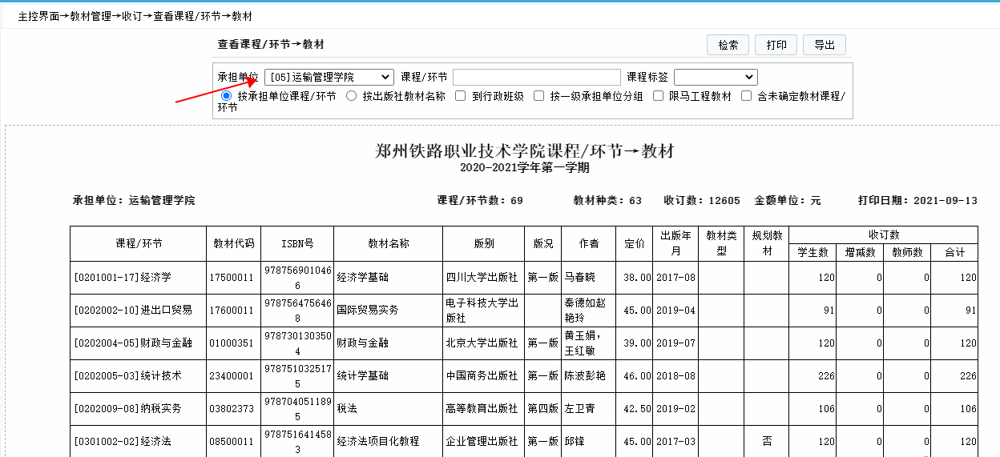 主控界面→教材管理→收订→查看课程/环节→教材
查看课程/环节→教材 检索 打印 导出
承担单位 [05]运输管理学院 课程/环节 课程标签
按承担单位课程/环节 按出版社教材名称 到行政班级 按一级承担单位分组 限马工程教材 含未确定教材课程/
环节
郑州铁路职业技术学院课程/环节→教材
2020-2021学年第一学期
承担单位：运输管理学院 课程/环节数：69 教材种类：63 收订数：12605 金额单位：元 打印日期：2021-09-13
课程/环节 教材代码 ISBN号 教材名称 版别 版况 作者 定价 出版年月 教材类型 规划教材 收订数
学生数 增减数 教师数 合计
[0201001-17]经济学 17500011 9787569010466 经济学基础 四川大学出版社 第一版 马春晓 38.00 2017-08 120 0 0 120
[0202002-10]进出口贸易 17600011 9787564756468 国际贸易实务 电子科技大学出版社 秦德如赵艳玲 45.00 2019-04 91 0 0 91
[0202004-05]财政与金融 01000351 9787301303504 财政与金融 北京大学出版社 第一版 黄玉娟，王红敏 39.00 2019-07 120 0 0 120
[0202005-03]统计技术 23400001 9787510325175 统计学基础 中国商务出版社 第一版 陈波彭艳 46.00 2018-08 226 0 0 226
[0202009-08]纳税实务 03802373 9787040511895 税法 高等教育出版社 第四版 左卫青 42.50 2019-02 106 0 0 106
[0301002-02]经济法 08500011 9787516414583 经济法项目化教程 企业管理出版社 第一版 邱锋 45.00 2017-03 否 120 0 0 120